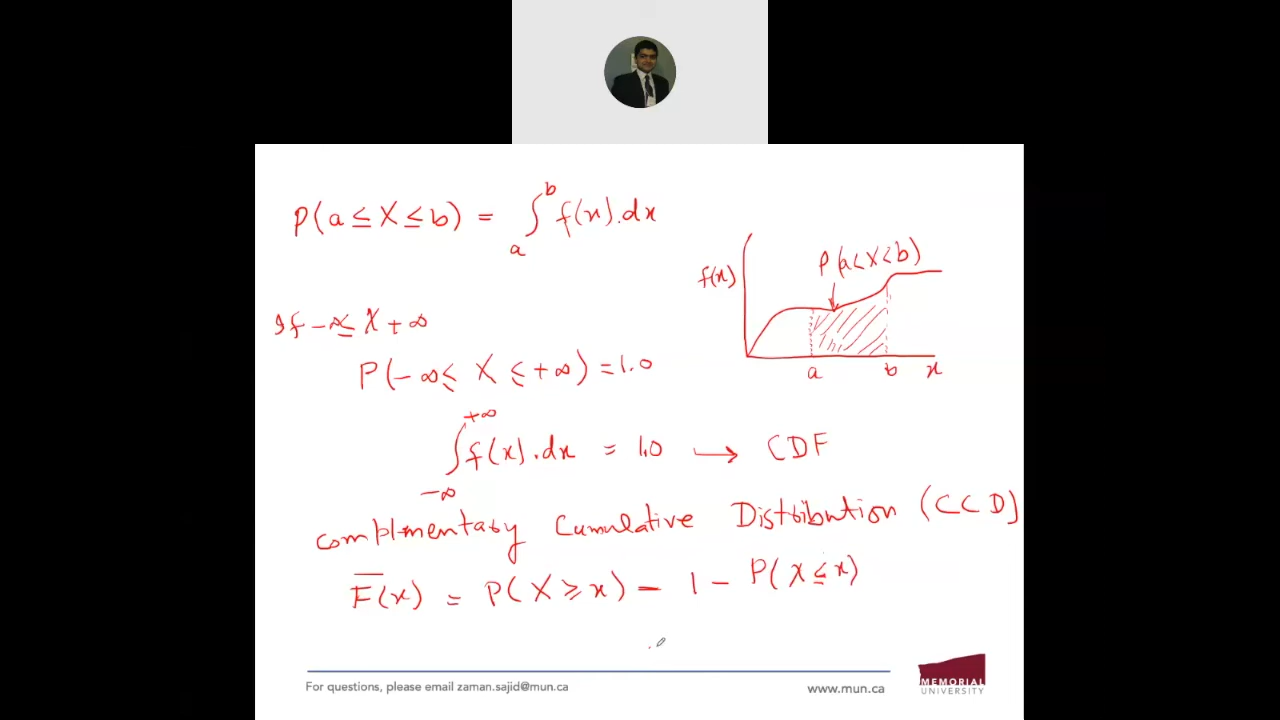 P(a ≤ X ≤ b) = ∫_a^b f(x).dx
f(x)
P(a<X<b)
a b x
If -∝ ≤ X + ∞
P(-∞ ≤ X ≤ +∞) = 1.0
∫_{-∞}^{+∞} f(x).dx = 1.0 → CDF
Complmentary Cumulative Distribution (CCD)
F̅(x) = P(X ≥ x) - 1 - P(X ≤ x)
For questions, please email zaman.sajid@mun.ca
www.mun.ca
MEMORIAL
UNIVERSITY